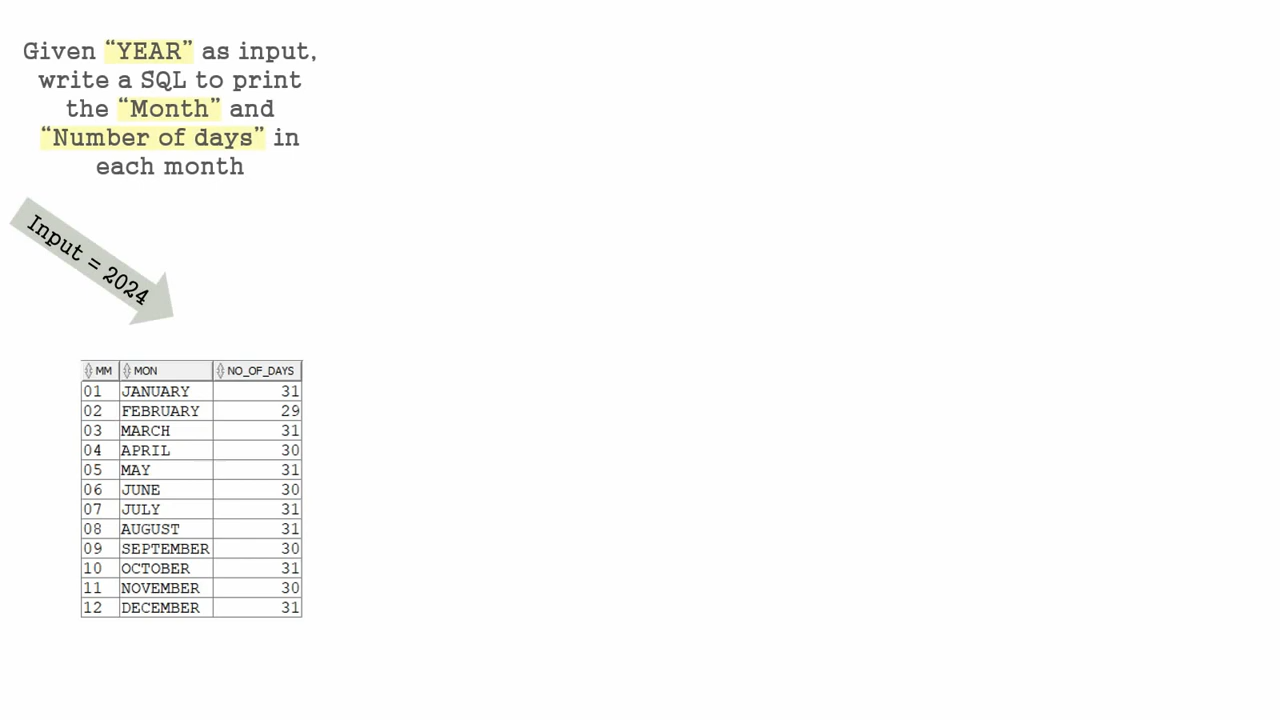 Given “YEAR” as input,
write a SQL to print
the “Month” and
“Number of days” in
each month
Input = 2024
MM MON NO_OF_DAYS
01 JANUARY 31
02 FEBRUARY 29
03 MARCH 31
04 APRIL 30
05 MAY 31
06 JUNE 30
07 JULY 31
08 AUGUST 31
09 SEPTEMBER 30
10 OCTOBER 31
11 NOVEMBER 30
12 DECEMBER 31